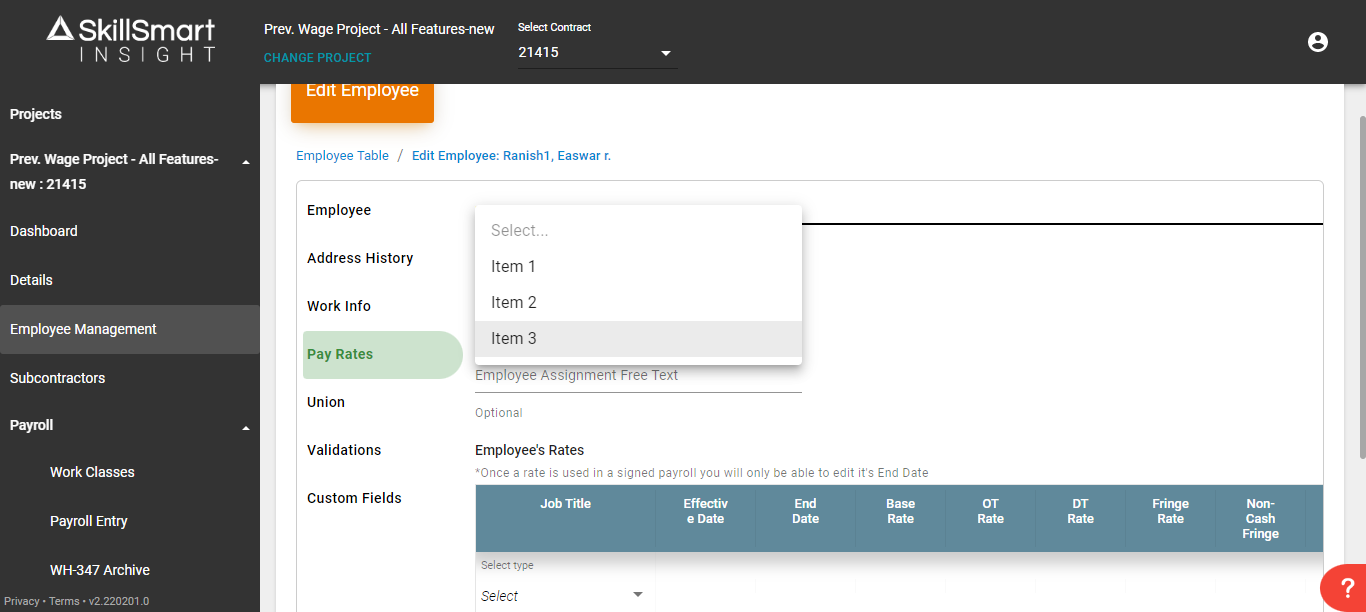 SkillSmart
INSIGHT
Prev. Wage Project - All Features-new
CHANGE PROJECT
Select Contract
21415
Projects
Prev. Wage Project - All Features-
new : 21415
Dashboard
Details
Employee Management
Subcontractors
Payroll
Work Classes
Payroll Entry
WH-347 Archive
Privacy • Terms • v2.220201.0
Edit Employee
Employee Table / Edit Employee: Ranish1, Easwar r.
Employee
Address History
Work Info
Pay Rates
Union
Validations
Custom Fields
Select...
Item 1
Item 2
Item 3
Employee Assignment Free Text
Optional
Employee's Rates
*Once a rate is used in a signed payroll you will only be able to edit it's End Date
Job Title
Effectiv
e Date
End
Date
Base
Rate
OT
Rate
DT
Rate
Fringe
Rate
Non-
Cash
Fringe
Select type
Select
?